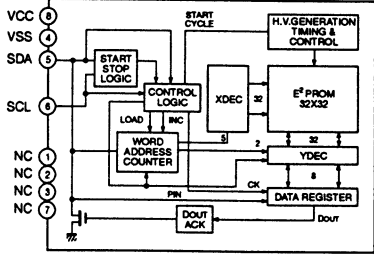 VCC 8
VSS 4
SDA 5
SCL 6
NC 1
NC 2
NC 3
NC 7
START
CYCLE
H.V.GENERATION
TIMING &
CONTROL
START
STOP
LOGIC
CONTROL
LOGIC
LOAD
INC
XDEC
32
E² PROM
32X32
WORD
ADDRESS
COUNTER
5
2
32
YDEC
8
CK
PIN
DATA REGISTER
DOUT
DOUT
ACK